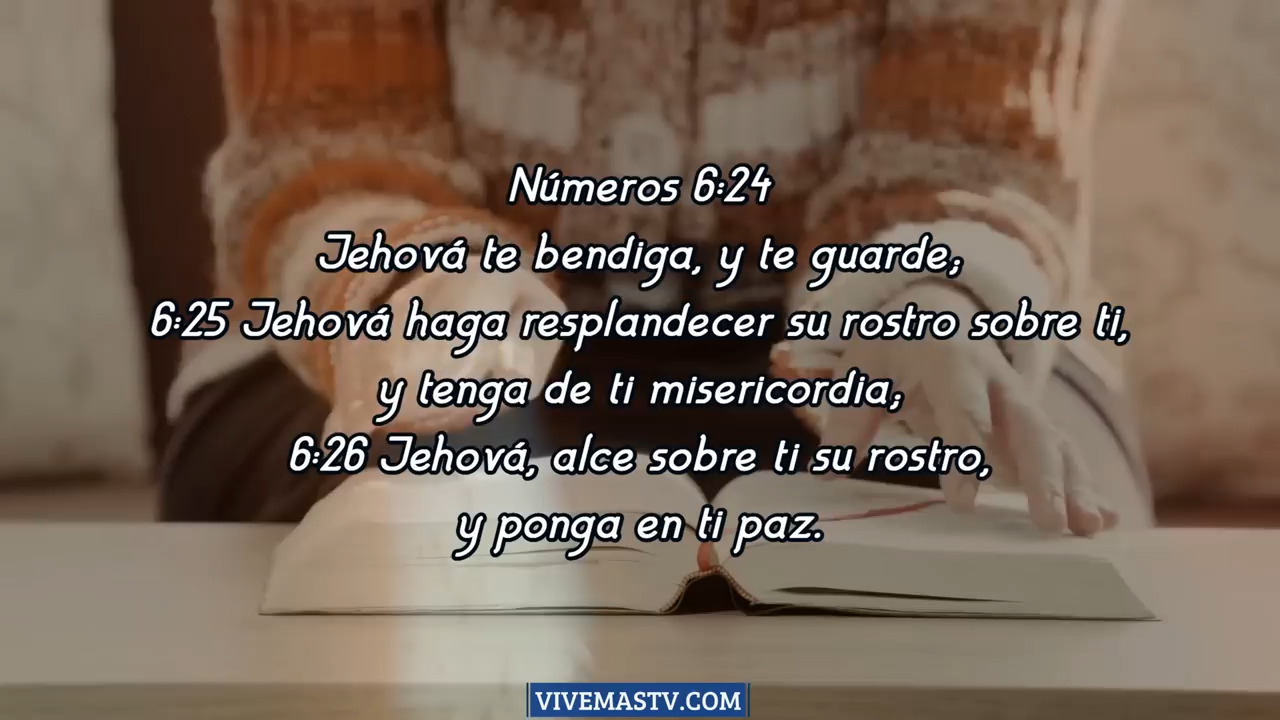 Números 6:24
Jehová te bendiga, y te guarde;
6:25 Jehová haga resplandecer su rostro sobre ti,
y tenga de ti misericordia;
6:26 Jehová, alce sobre ti su rostro,
y ponga en ti paz.
VIVEMASTV.COM